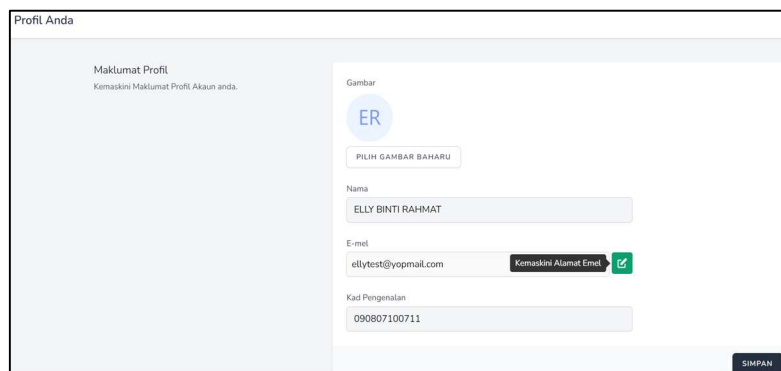 Profil Anda
Maklumat Profil
Kemaskini Maklumat Profil Akaun anda.
Gambar
ER
PILIH GAMBAR BAHARU
Nama
ELLY BINTI RAHMAT
E-mel
ellytest@yopmail.com
Kemaskini Alamat Emel
Kad Pengenalan
090807100711
SIMPAN